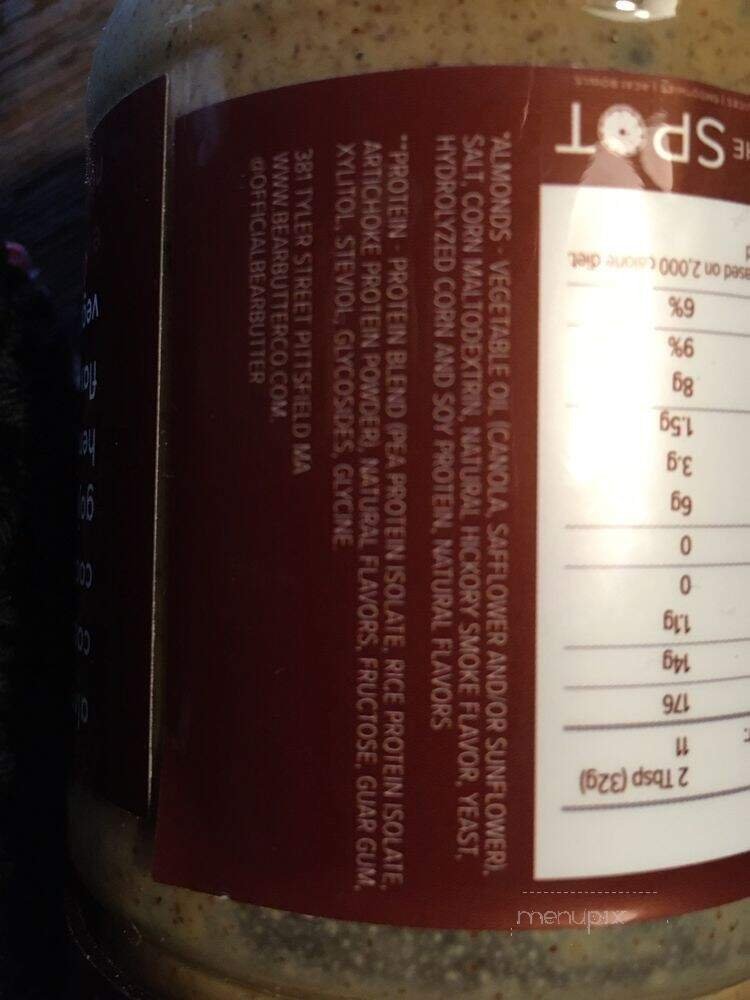 *ALMONDS - VEGETABLE OIL (CANOLA, SAFFLOWER AND/OR SUNFLOWER),
SALT, CORN MALTODEXTRIN, NATURAL HICKORY SMOKE FLAVOR, YEAST,
HYDROLYZED CORN AND SOY PROTEIN, NATURAL FLAVORS
**PROTEIN - PROTEIN BLEND (PEA PROTEIN ISOLATE, RICE PROTEIN ISOLATE,
ARTICHOKE PROTEIN POWDER), NATURAL FLAVORS, FRUCTOSE, GUAR GUM,
XYLITOL, STEVIOL, GLYCOSIDES, GLYCINE
381 TYLER STREET PITTSFIELD MA
WWW.BEARBUTTERCO.COM
@OFFICIALBEARBUTTER
2 Tbsp (32g)
11
176
14g
1.1g
0
0
6g
3.g
1.5g
8g
9%
6%
based on 2,000 calorie diet.
SPOT
menupix